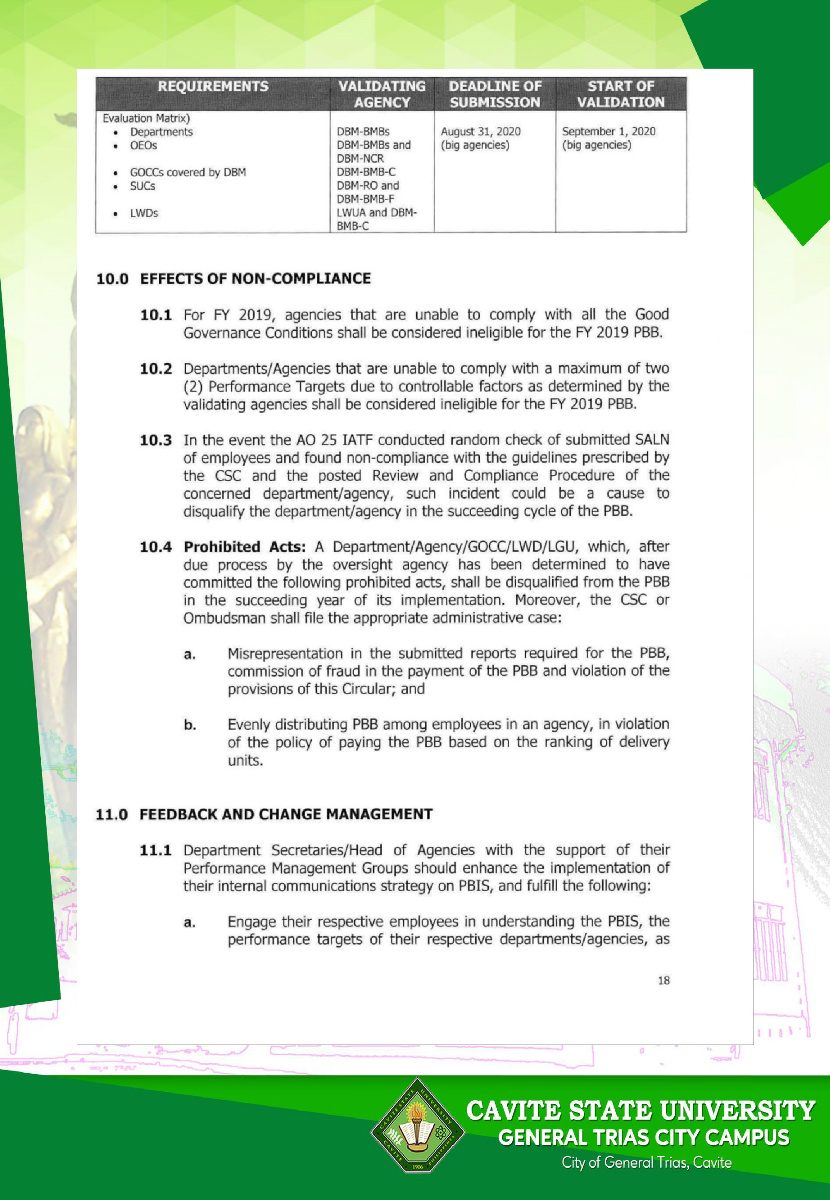 REQUIREMENTS VALIDATING AGENCY DEADLINE OF SUBMISSION START OF VALIDATION
Evaluation Matrix)
• Departments DBM-BMBs August 31, 2020 September 1, 2020
• OEOs DBM-BMBs and (big agencies) (big agencies)
DBM-NCR
• GOCCs covered by DBM DBM-BMB-C
• SUCs DBM-RO and
DBM-BMB-F
• LWDs LWUA and DBM-
BMB-C
10.0 EFFECTS OF NON-COMPLIANCE
10.1 For FY 2019, agencies that are unable to comply with all the Good
Governance Conditions shall be considered ineligible for the FY 2019 PBB.
10.2 Departments/Agencies that are unable to comply with a maximum of two
(2) Performance Targets due to controllable factors as determined by the
validating agencies shall be considered ineligible for the FY 2019 PBB.
10.3 In the event the AO 25 IATF conducted random check of submitted SALN
of employees and found non-compliance with the guidelines prescribed by
the CSC and the posted Review and Compliance Procedure of the
concerned department/agency, such incident could be a cause to
disqualify the department/agency in the succeeding cycle of the PBB.
10.4 Prohibited Acts: A Department/Agency/GOCC/LWD/LGU, which, after
due process by the oversight agency has been determined to have
committed the following prohibited acts, shall be disqualified from the PBB
in the succeeding year of its implementation. Moreover, the CSC or
Ombudsman shall file the appropriate administrative case:
a. Misrepresentation in the submitted reports required for the PBB,
commission of fraud in the payment of the PBB and violation of the
provisions of this Circular; and
b. Evenly distributing PBB among employees in an agency, in violation
of the policy of paying the PBB based on the ranking of delivery
units.
11.0 FEEDBACK AND CHANGE MANAGEMENT
11.1 Department Secretaries/Head of Agencies with the support of their
Performance Management Groups should enhance the implementation of
their internal communications strategy on PBIS, and fulfill the following:
a. Engage their respective employees in understanding the PBIS, the
performance targets of their respective departments/agencies, as
18
CAVITE STATE UNIVERSITY
GENERAL TRIAS CITY CAMPUS
City of General Trias, Cavite
1906